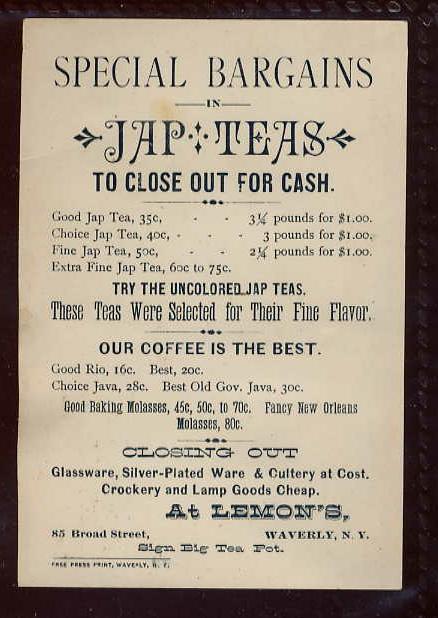 SPECIAL BARGAINS
IN
JAP TEAS
TO CLOSE OUT FOR CASH.
Good Jap Tea, 35c, - - 3¼ pounds for $1.00.
Choice Jap Tea, 40c, - - - 3 pounds for $1.00.
Fine Jap Tea, 50c, - - 2¼ pounds for $1.00.
Extra Fine Jap Tea, 60c to 75c.
TRY THE UNCOLORED JAP TEAS.
These Teas Were Selected for Their Fine Flavor.
OUR COFFEE IS THE BEST.
Good Rio, 16c. Best, 20c.
Choice Java, 28c. Best Old Gov. Java, 30c.
Good Baking Molasses, 45c, 50c, to 70c. Fancy New Orleans
Molasses, 80c.
CLOSING OUT
Glassware, Silver-Plated Ware & Cultery at Cost.
Crockery and Lamp Goods Cheap.
At LEMON'S,
85 Broad Street, WAVERLY, N. Y.
Sign Big Tea Pot.
FREE PRESS PRINT, WAVERLY, N. Y.